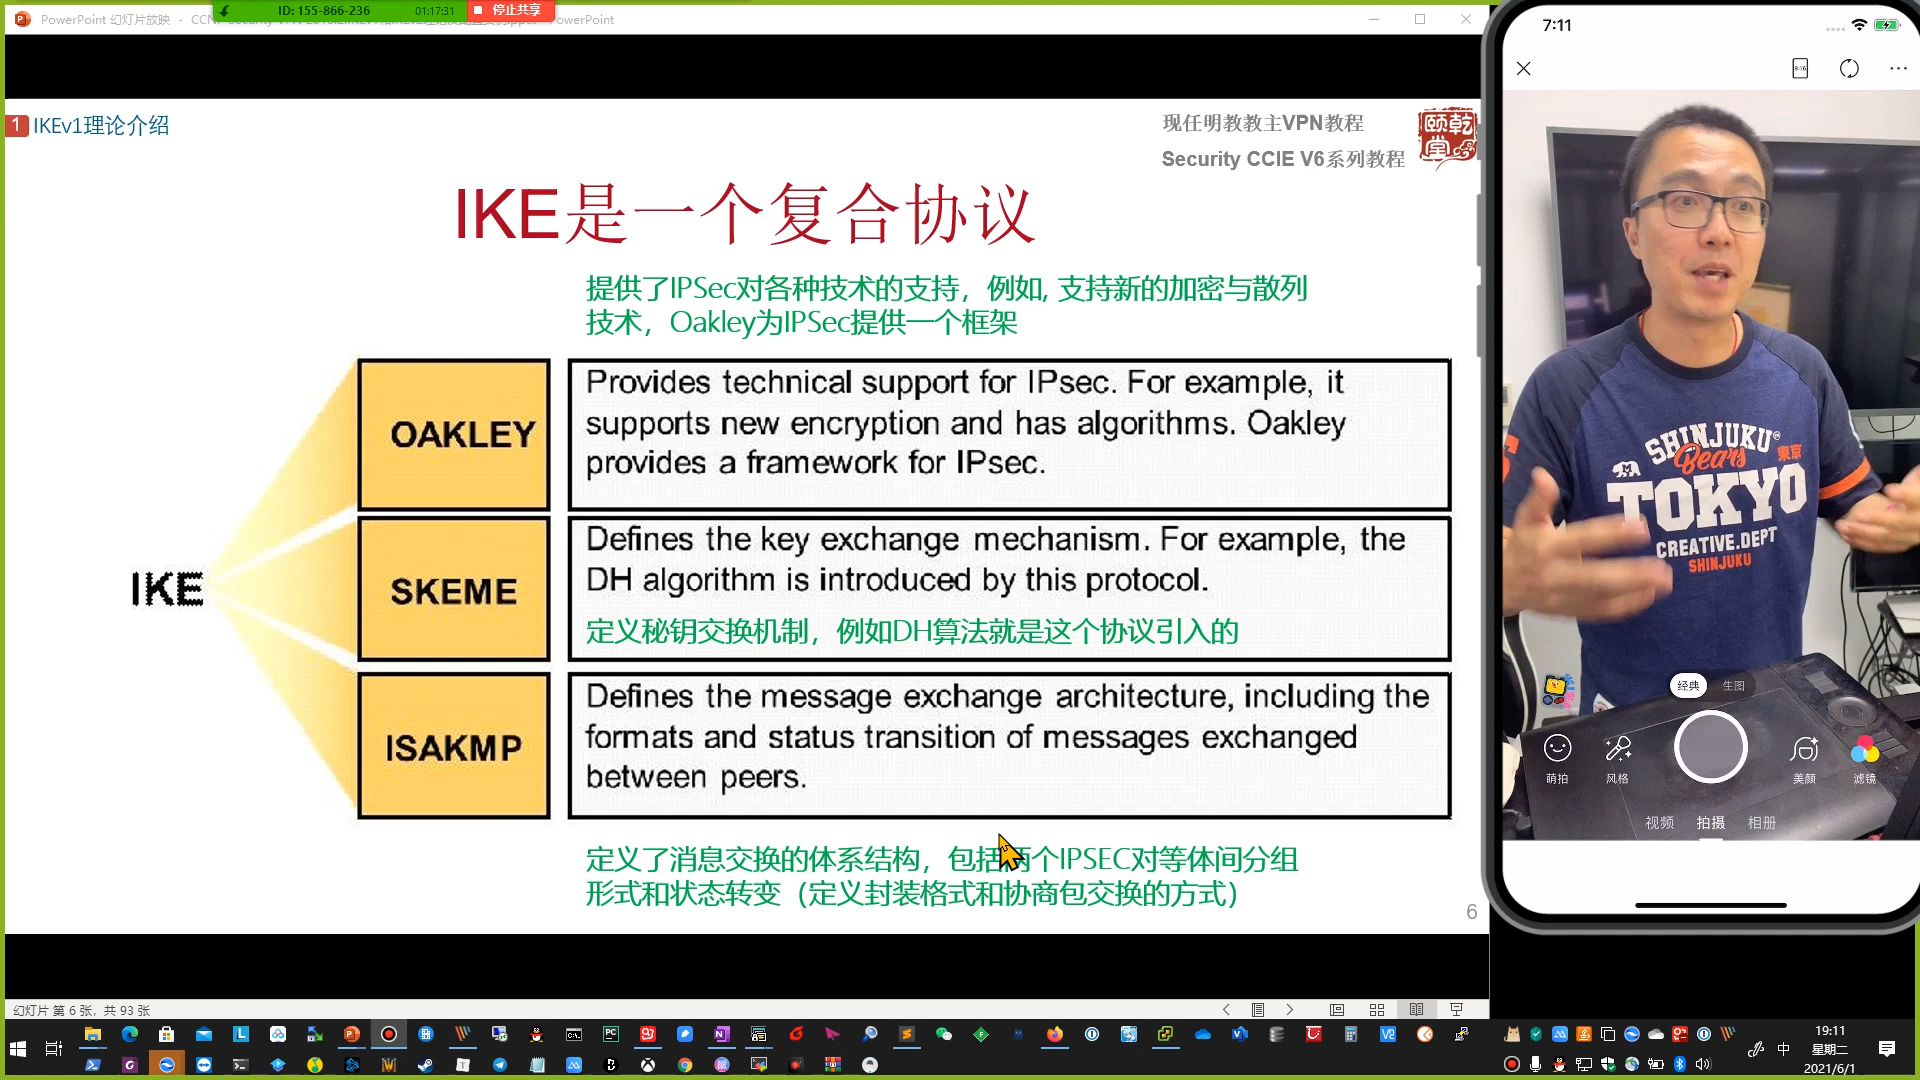 PowerPoint 幻灯片放映 - CCN
ID: 155-866-236
01:17:31
停止共享
owerPoint
1 IKEv1理论介绍
现任明教教主VPN教程
Security CCIE V6系列教程
颐乾堂
IKE是一个复合协议
提供了IPSec对各种技术的支持，例如, 支持新的加密与散列
技术，Oakley为IPSec提供一个框架
OAKLEY
Provides technical support for IPsec. For example, it
supports new encryption and has algorithms. Oakley
provides a framework for IPsec.
IKE
SKEME
Defines the key exchange mechanism. For example, the
DH algorithm is introduced by this protocol.
定义秘钥交换机制，例如DH算法就是这个协议引入的
ISAKMP
Defines the message exchange architecture, including the
formats and status transition of messages exchanged
between peers.
定义了消息交换的体系结构，包括两个IPSEC对等体间分组
形式和状态转变（定义封装格式和协商包交换的方式）
6
幻灯片 第 6 张，共 93 张
7:11
9:16
SHINJUKU
Bears
東京
TOKYO
CREATIVE.DEPT
SHINJUKU
经典 生图
萌拍 风格 美颜 滤镜
视频 拍摄 相册
中
19:11
星期二
2021/6/1